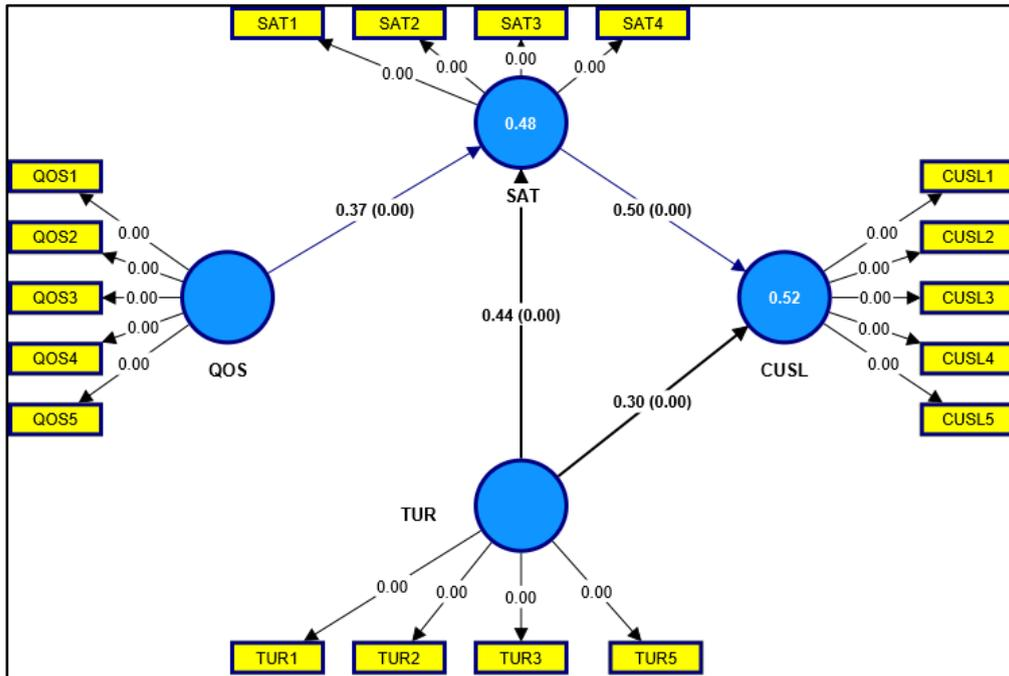 SAT1 SAT2 SAT3 SAT4
0.00 0.00 0.00 0.00
0.48
SAT
QOS1
QOS2
QOS3
QOS4
QOS5
0.00
0.00
0.00
0.00
0.00
QOS
0.37 (0.00)
0.50 (0.00)
0.44 (0.00)
0.30 (0.00)
0.52
CUSL
0.00
0.00
0.00
0.00
0.00
CUSL1
CUSL2
CUSL3
CUSL4
CUSL5
TUR
0.00 0.00 0.00 0.00
TUR1 TUR2 TUR3 TUR5